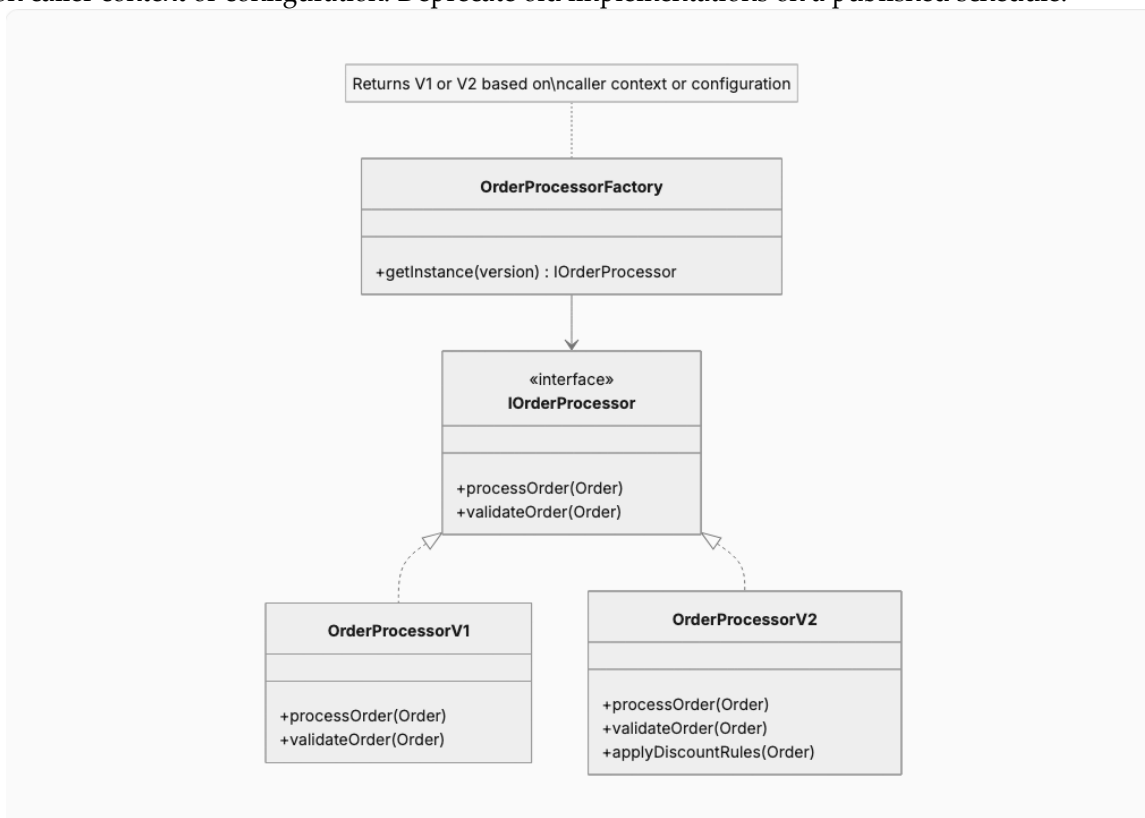 on caller context or configuration. Deprecate old implementations on a published schedule.
Returns V1 or V2 based on\ncaller context or configuration
OrderProcessorFactory
+getInstance(version) : IOrderProcessor
«interface»
IOrderProcessor
+processOrder(Order)
+validateOrder(Order)
OrderProcessorV1
+processOrder(Order)
+validateOrder(Order)
OrderProcessorV2
+processOrder(Order)
+validateOrder(Order)
+applyDiscountRules(Order)